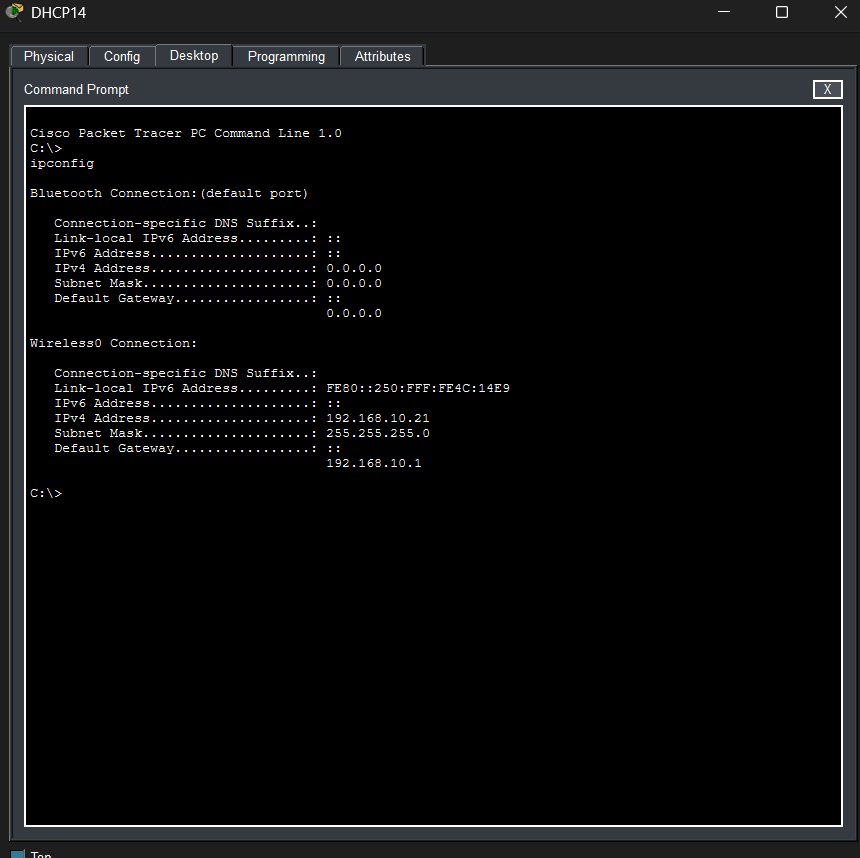 DHCP14
Physical Config Desktop Programming Attributes
Command Prompt
X
Cisco Packet Tracer PC Command Line 1.0
C:\>
ipconfig
Bluetooth Connection:(default port)
Connection-specific DNS Suffix..:
Link-local IPv6 Address.........: ::
IPv6 Address....................: ::
IPv4 Address....................: 0.0.0.0
Subnet Mask.....................: 0.0.0.0
Default Gateway.................: ::
0.0.0.0
Wireless0 Connection:
Connection-specific DNS Suffix..:
Link-local IPv6 Address.........: FE80::250:FFF:FE4C:14E9
IPv6 Address....................: ::
IPv4 Address....................: 192.168.10.21
Subnet Mask.....................: 255.255.255.0
Default Gateway.................: ::
192.168.10.1
C:\>
Top